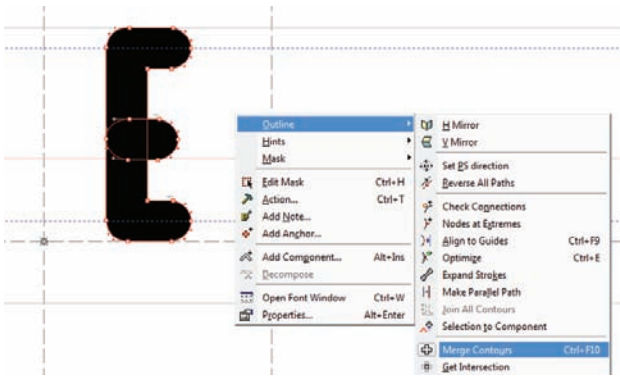 Outline
Hints
Mask
Edit Mask Ctrl+H
Action... Ctrl+T
Add Note...
Add Anchor...
Add Component... Alt+Ins
Decompose
Open Font Window Ctrl+W
Properties... Alt+Enter
H Mirror
V Mirror
Set PS direction
Reverse All Paths
Check Connections
Nodes at Extremes
Align to Guides Ctrl+F9
Optimize Ctrl+E
Expand Strokes
Make Parallel Path
Join All Contours
Selection to Component
Merge Contours Ctrl+F10
Get Intersection